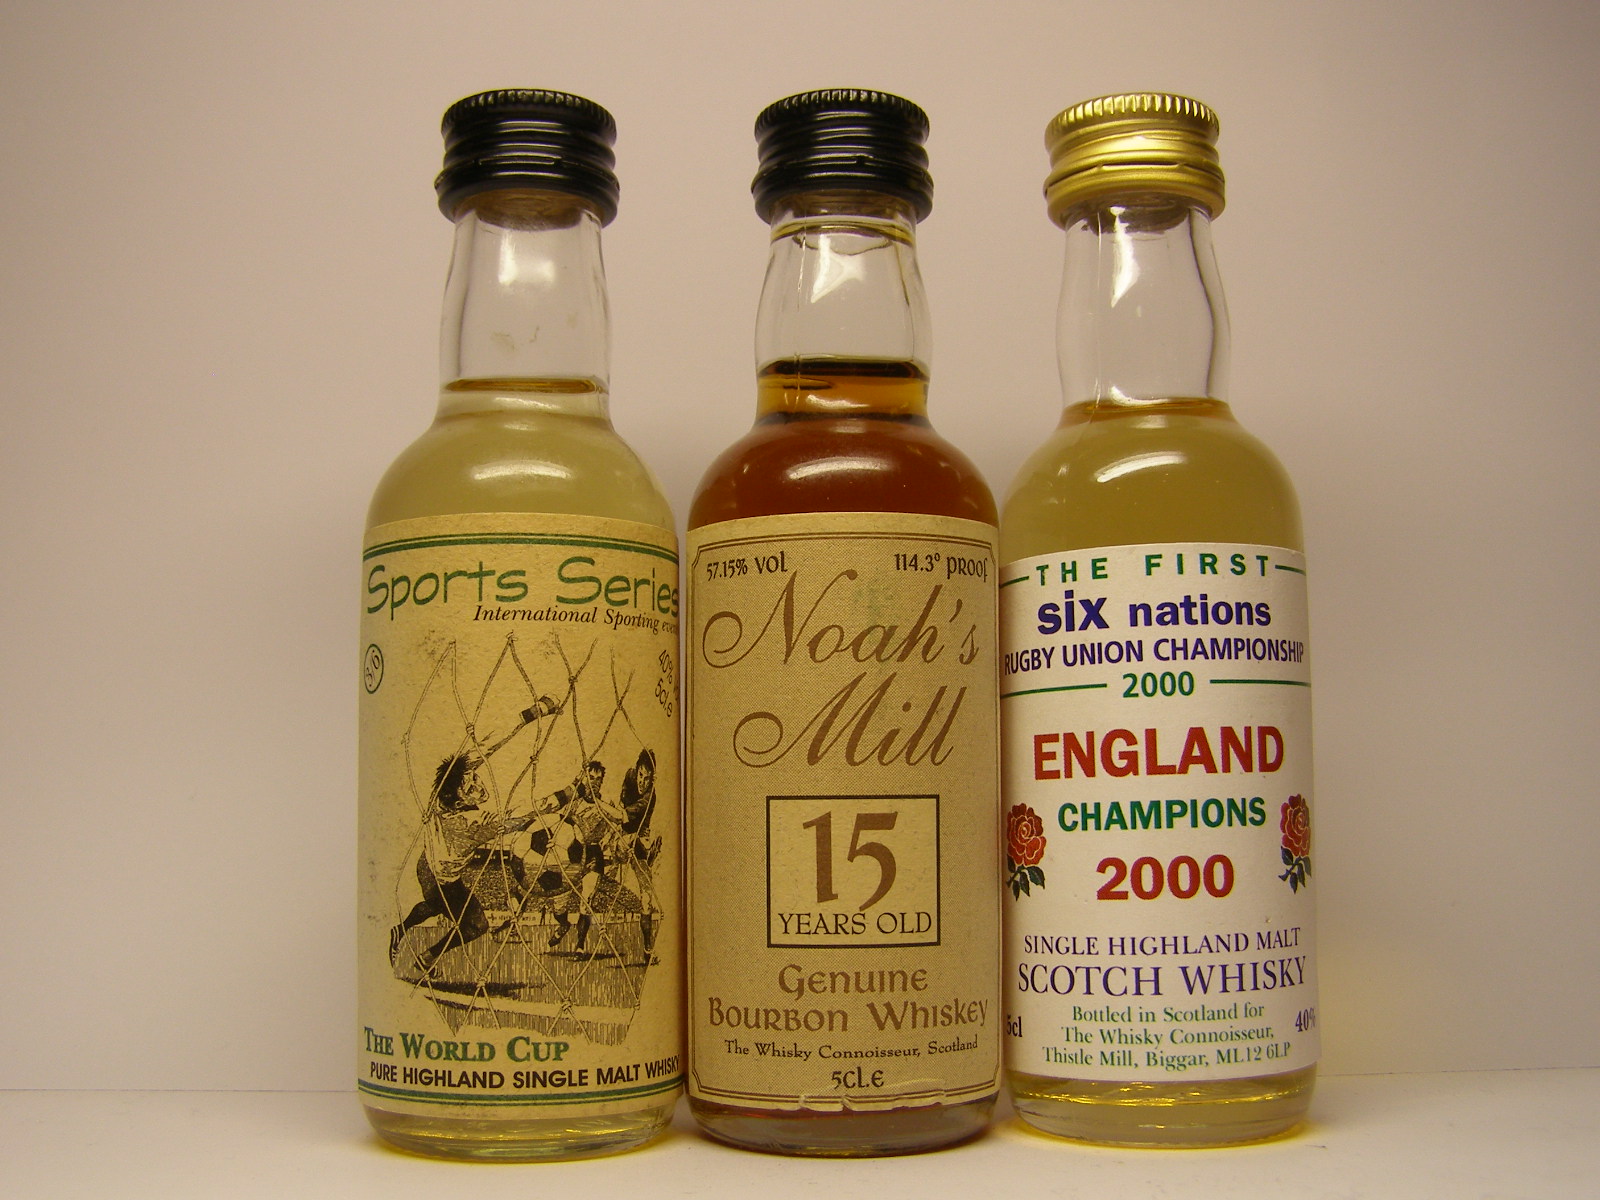 Sports Series
International Sporting
3/6
40%
5cl.e
THE WORLD CUP
PURE HIGHLAND SINGLE MALT WHISKY
57.15% vol
114.3° proof
Noah's
Mill
15
YEARS OLD
Genuine
Bourbon Whiskey
The Whisky Connoisseur, Scotland
5cl.e
THE FIRST
six nations
RUGBY UNION CHAMPIONSHIP
2000
ENGLAND
CHAMPIONS
2000
SINGLE HIGHLAND MALT
SCOTCH WHISKY
5cl
40%
Bottled in Scotland for
The Whisky Connoisseur,
Thistle Mill, Biggar, ML12 6LP